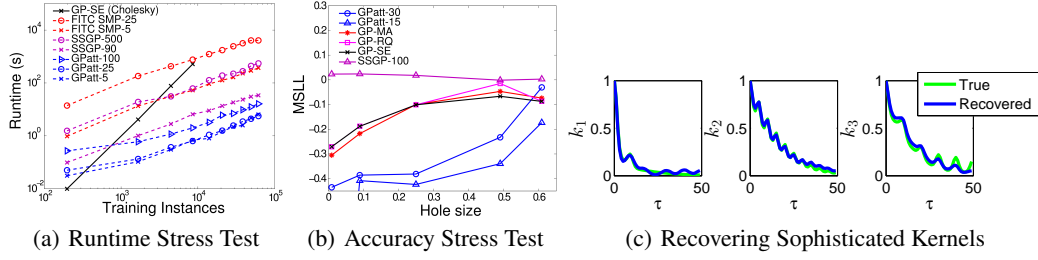 Runtime (s)
10^4
10^2
10^0
10^-2
10^2
10^3
10^4
10^5
Training Instances
GP-SE (Cholesky)
FITC SMP-25
FITC SMP-5
SSGP-500
SSGP-90
GPatt-100
GPatt-25
GPatt-5
(a) Runtime Stress Test
MSLL
0.2
0.1
0
-0.1
-0.2
-0.3
-0.4
0
0.1
0.2
0.3
0.4
0.5
0.6
0.7
Hole size
GPatt-30
GPatt-15
GP-MA
GP-RQ
GP-SE
SSGP-100
(b) Accuracy Stress Test
k1
1
0.5
0
0
50
τ
k2
1
0.5
0
0
50
τ
k3
1
0.5
0
0
50
τ
True
Recovered
(c) Recovering Sophisticated Kernels